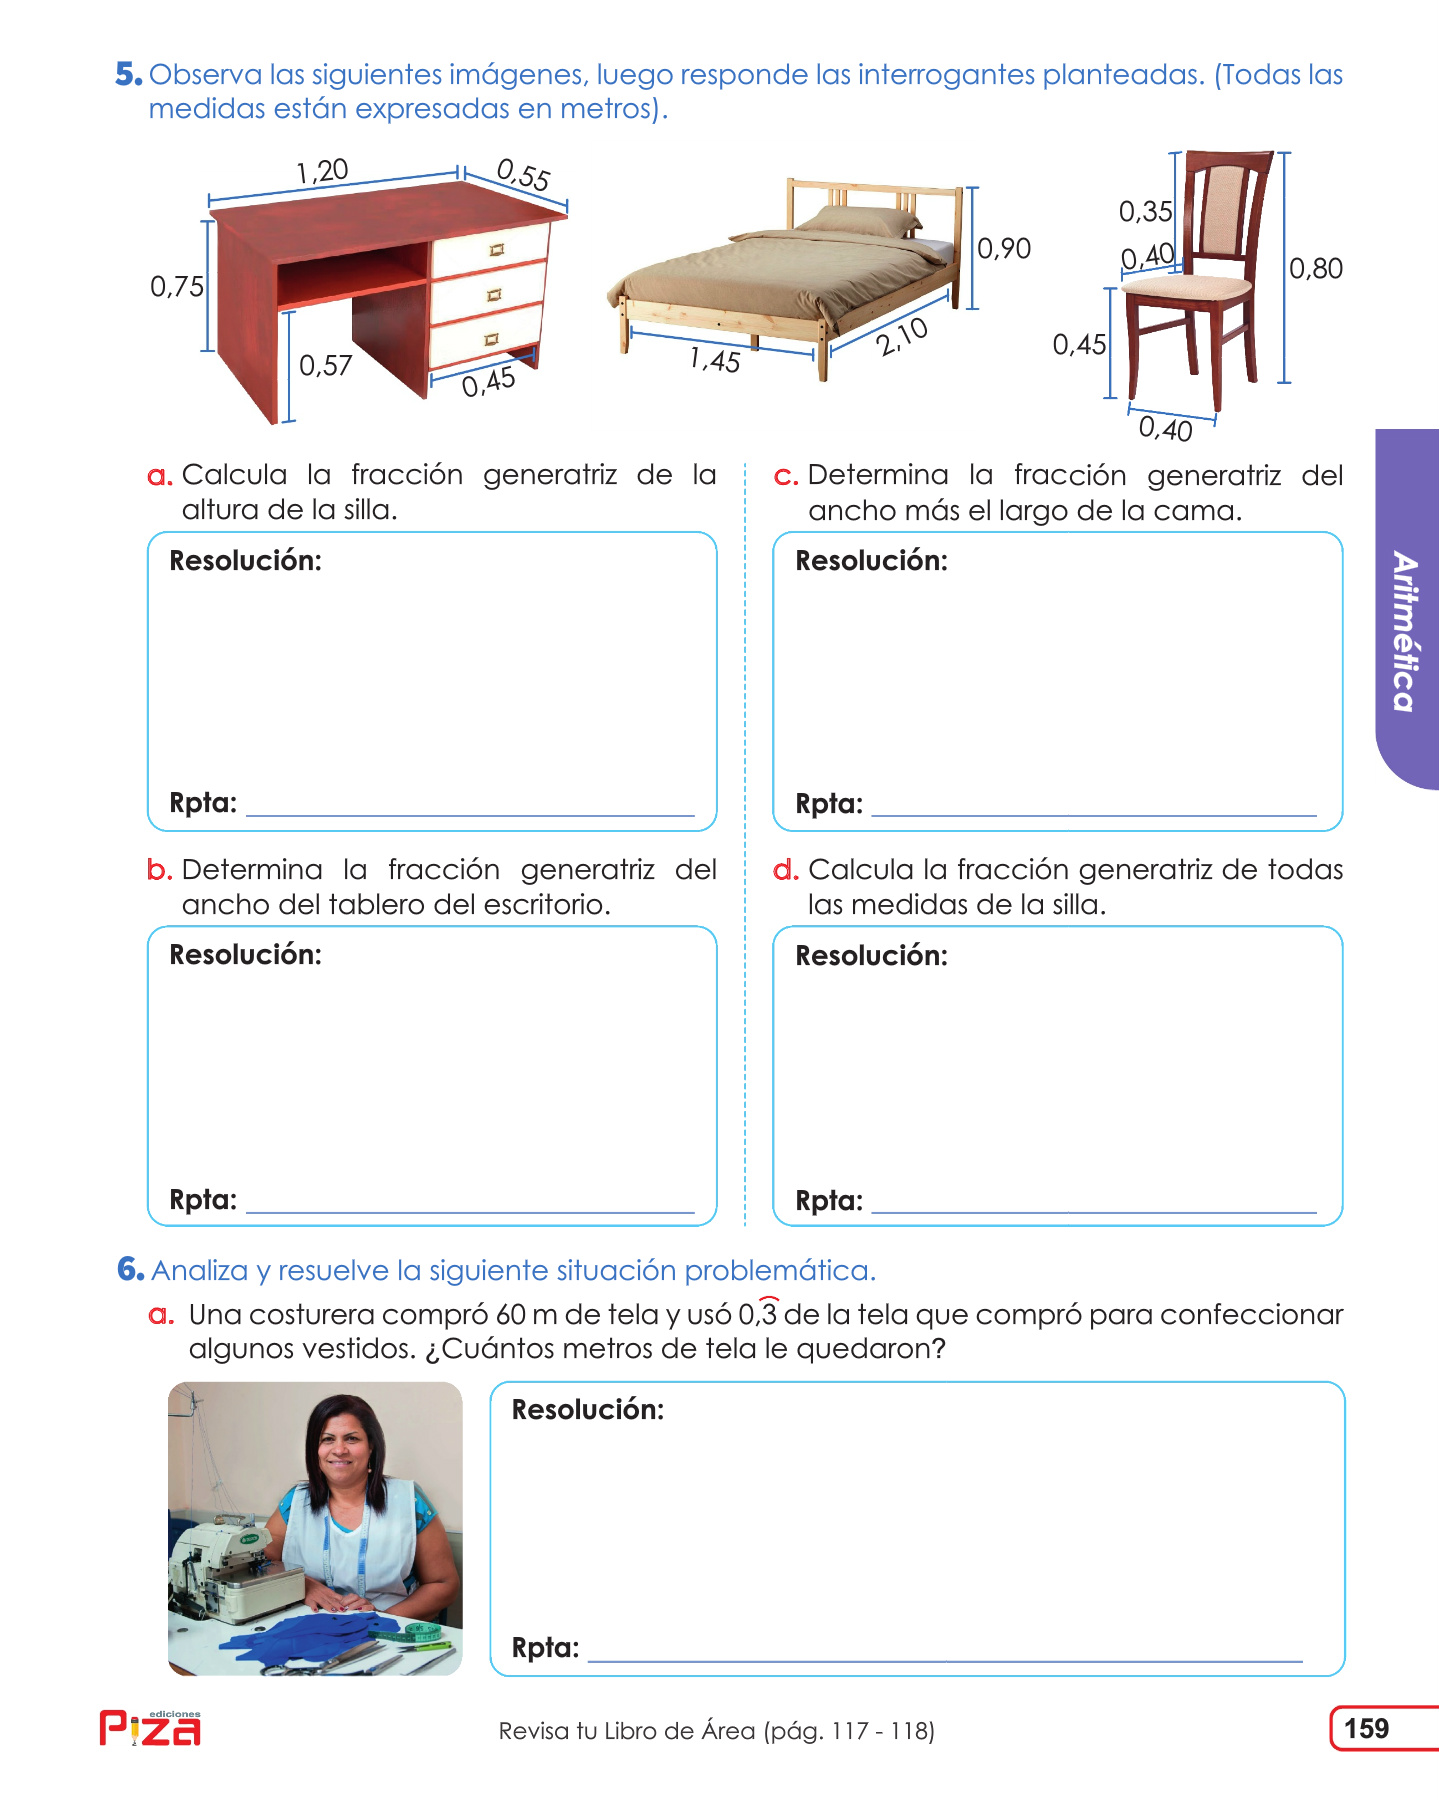 5. Observa las siguientes imágenes, luego responde las interrogantes planteadas. (Todas las
medidas están expresadas en metros).
1,20
0,55
0,75
0,57
0,45
0,90
1,45
2,10
0,35
0,40
0,80
0,45
0,40
a. Calcula la fracción generatriz de la
altura de la silla.
Resolución:
Rpta:
c. Determina la fracción generatriz del
ancho más el largo de la cama.
Resolución:
Rpta:
b. Determina la fracción generatriz del
ancho del tablero del escritorio.
Resolución:
Rpta:
d. Calcula la fracción generatriz de todas
las medidas de la silla.
Resolución:
Rpta:
Aritmética
6. Analiza y resuelve la siguiente situación problemática.
a. Una costurera compró 60 m de tela y usó 0,3͡ de la tela que compró para confeccionar
algunos vestidos. ¿Cuántos metros de tela le quedaron?
Resolución:
Rpta:
ediciones
Piza
Revisa tu Libro de Área (pág. 117 - 118)
159